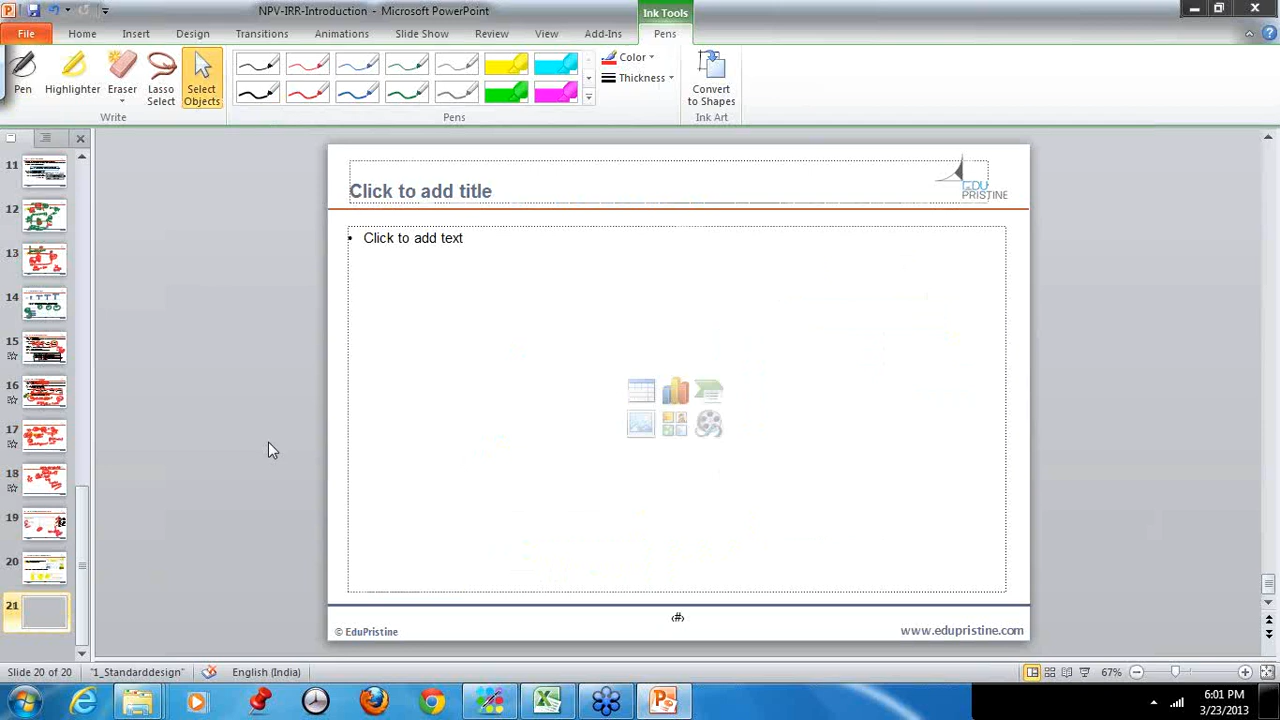 NPV-IRR-Introduction - Microsoft PowerPoint
Ink Tools
File Home Insert Design Transitions Animations Slide Show Review View Add-Ins Pens
Pen Highlighter Eraser Lasso Select Select Objects
Color
Thickness
Convert to Shapes
Write Pens Ink Art
11
12
13
14
15
16
17
18
19
20
21
Click to add title
EDU
PRISTINE
• Click to add text
‹#›
© EduPristine
www.edupristine.com
Slide 20 of 20 "1_Standarddesign" English (India) 67%
6:01 PM
3/23/2013